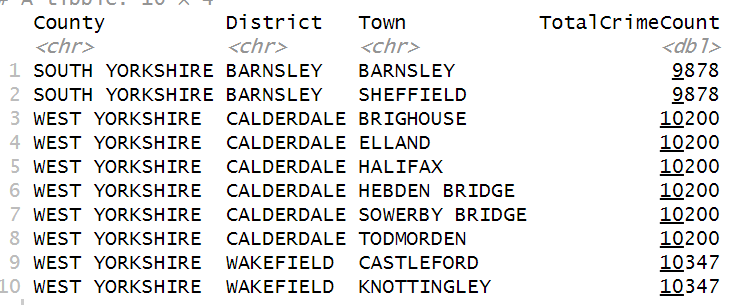 # A tibble: 10 × 4
County District Town TotalCrimeCount
<chr> <chr> <chr> <dbl>
1 SOUTH YORKSHIRE BARNSLEY BARNSLEY 9878
2 SOUTH YORKSHIRE BARNSLEY SHEFFIELD 9878
3 WEST YORKSHIRE CALDERDALE BRIGHOUSE 10200
4 WEST YORKSHIRE CALDERDALE ELLAND 10200
5 WEST YORKSHIRE CALDERDALE HALIFAX 10200
6 WEST YORKSHIRE CALDERDALE HEBDEN BRIDGE 10200
7 WEST YORKSHIRE CALDERDALE SOWERBY BRIDGE 10200
8 WEST YORKSHIRE CALDERDALE TODMORDEN 10200
9 WEST YORKSHIRE WAKEFIELD CASTLEFORD 10347
10 WEST YORKSHIRE WAKEFIELD KNOTTINGLEY 10347